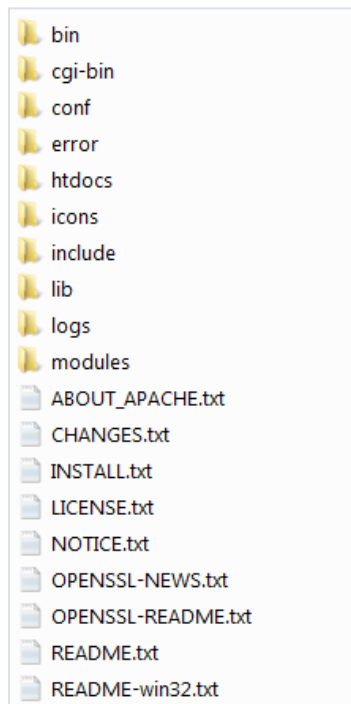 bin
cgi-bin
conf
error
htdocs
icons
include
lib
logs
modules
ABOUT_APACHE.txt
CHANGES.txt
INSTALL.txt
LICENSE.txt
NOTICE.txt
OPENSSL-NEWS.txt
OPENSSL-README.txt
README.txt
README-win32.txt